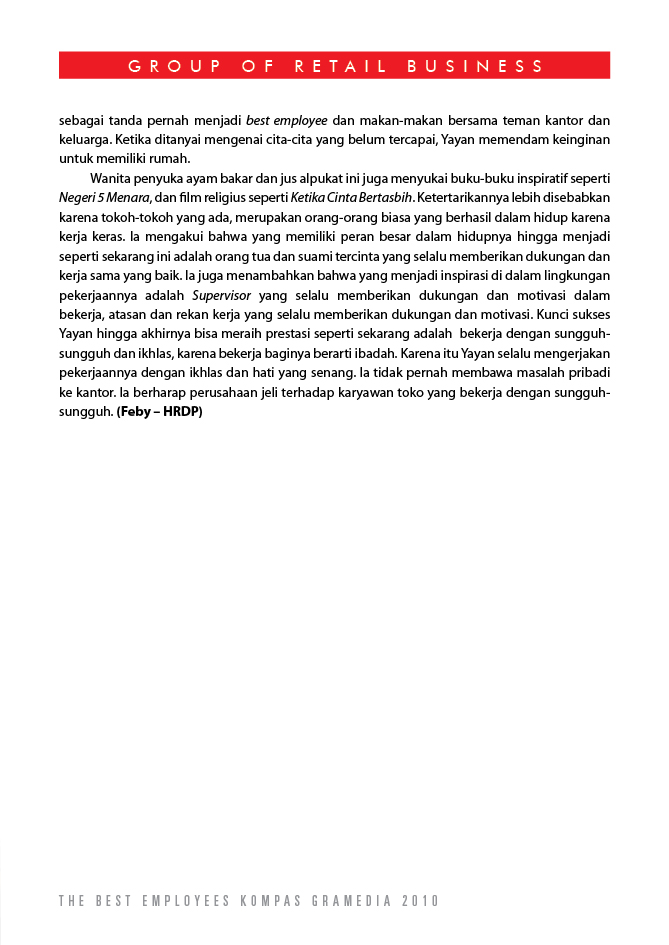 GROUP OF RETAIL BUSINESS
sebagai tanda pernah menjadi best employee dan makan-makan bersama teman kantor dan
keluarga. Ketika ditanyai mengenai cita-cita yang belum tercapai, Yayan memendam keinginan
untuk memiliki rumah.
Wanita penyuka ayam bakar dan jus alpukat ini juga menyukai buku-buku inspiratif seperti
Negeri 5 Menara, dan film religius seperti Ketika Cinta Bertasbih. Ketertarikannya lebih disebabkan
karena tokoh-tokoh yang ada, merupakan orang-orang biasa yang berhasil dalam hidup karena
kerja keras. Ia mengakui bahwa yang memiliki peran besar dalam hidupnya hingga menjadi
seperti sekarang ini adalah orang tua dan suami tercinta yang selalu memberikan dukungan dan
kerja sama yang baik. Ia juga menambahkan bahwa yang menjadi inspirasi di dalam lingkungan
pekerjaannya adalah Supervisor yang selalu memberikan dukungan dan motivasi dalam
bekerja, atasan dan rekan kerja yang selalu memberikan dukungan dan motivasi. Kunci sukses
Yayan hingga akhirnya bisa meraih prestasi seperti sekarang adalah bekerja dengan sungguh-
sungguh dan ikhlas, karena bekerja baginya berarti ibadah. Karena itu Yayan selalu mengerjakan
pekerjaannya dengan ikhlas dan hati yang senang. Ia tidak pernah membawa masalah pribadi
ke kantor. Ia berharap perusahaan jeli terhadap karyawan toko yang bekerja dengan sungguh-
sungguh. (Feby – HRDP)
THE BEST EMPLOYEES KOMPAS GRAMEDIA 2010